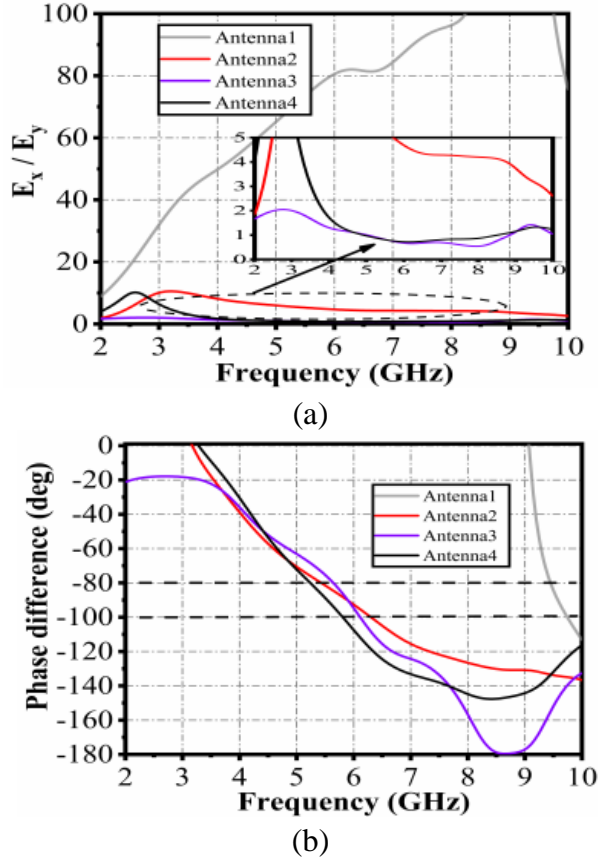 100
80
60
40
20
0
E_x / E_y
Antenna1
Antenna2
Antenna3
Antenna4
5
4
3
2
1
0
2 3 4 5 6 7 8 9 10
2 3 4 5 6 7 8 9 10
Frequency (GHz)
(a)
0
-20
-40
-60
-80
-100
-120
-140
-160
-180
Phase difference (deg)
Antenna1
Antenna2
Antenna3
Antenna4
2 3 4 5 6 7 8 9 10
Frequency (GHz)
(b)